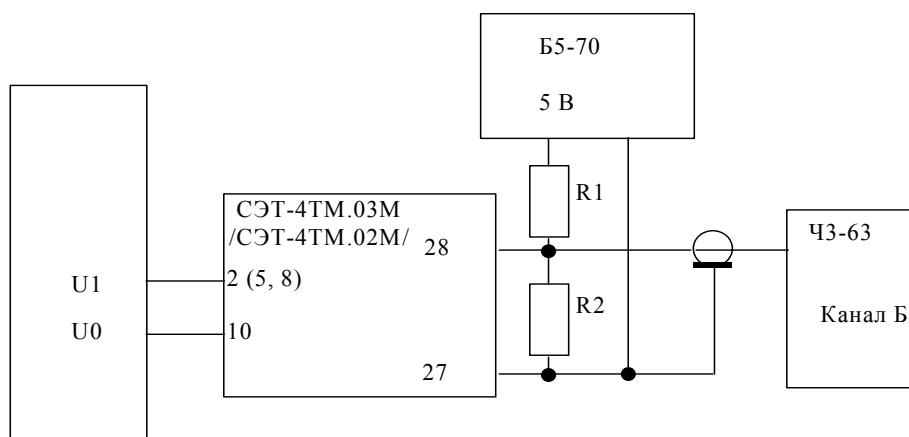 Б5-70
5 В
R1
СЭТ-4ТМ.03М
/СЭТ-4ТМ.02М/
28
ЧЗ-63
U1
2 (5, 8)
R2
Канал Б
U0
10
27